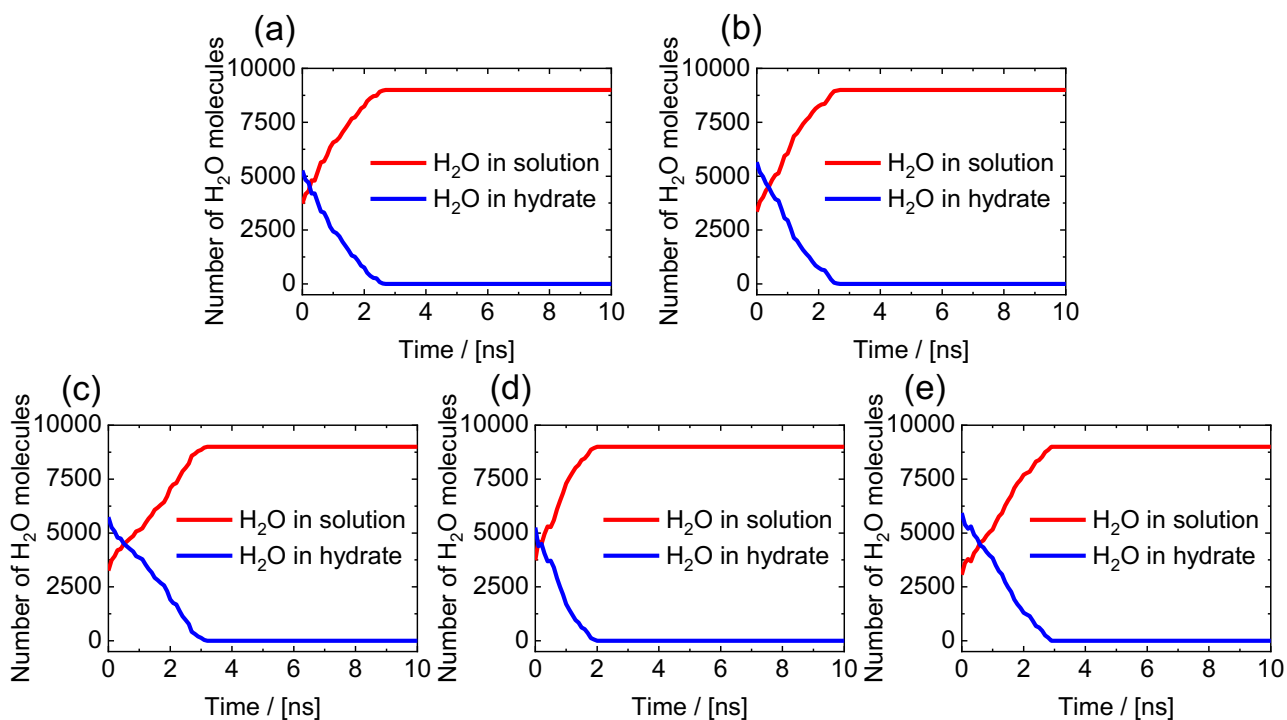 (a)
Number of H₂O molecules
10000
7500
5000
2500
0
H₂O in solution
H₂O in hydrate
0 2 4 6 8 10
Time / [ns]
(b)
Number of H₂O molecules
10000
7500
5000
2500
0
H₂O in solution
H₂O in hydrate
0 2 4 6 8 10
Time / [ns]
(c)
Number of H₂O molecules
10000
7500
5000
2500
0
H₂O in solution
H₂O in hydrate
0 2 4 6 8 10
Time / [ns]
(d)
Number of H₂O molecules
10000
7500
5000
2500
0
H₂O in solution
H₂O in hydrate
0 2 4 6 8 10
Time / [ns]
(e)
Number of H₂O molecules
10000
7500
5000
2500
0
H₂O in solution
H₂O in hydrate
0 2 4 6 8 10
Time / [ns]